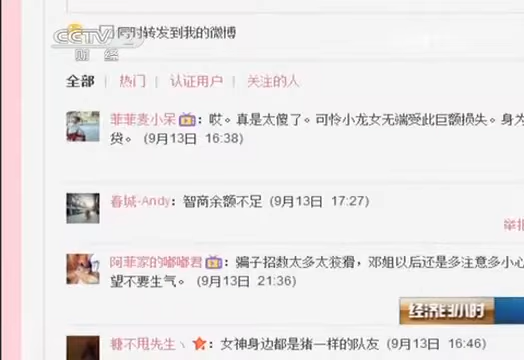 CCTV 2
财经
同时转发到我的微博
全部 | 热门 | 认证用户 | 关注的人
菲菲麦小呆：哎。真是太傻了。可怜小龙女无端受此巨额损失。身为
贷。 (9月13日 16:38)
春城-Andy：智商余额不足 (9月13日 17:27)
举报
阿菲家的嘟嘟君：骗子招数太多太狡猾，邓姐以后还是多注意多小心
望不要生气。 (9月13日 21:36)
经济半小时
糖不甩先生丶：女神身边都是猪一样的队友 (9月13日 16:46)